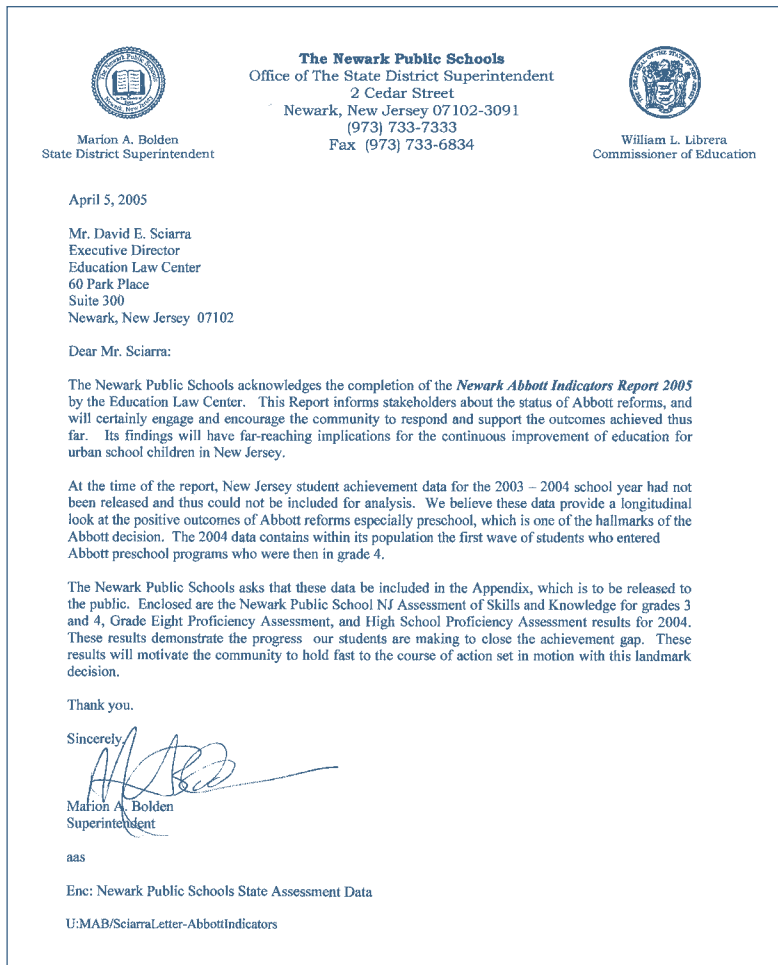 The Newark Public Schools
Office of The State District Superintendent
2 Cedar Street
Newark, New Jersey 07102-3091
(973) 733-7333
Fax (973) 733-6834
Marion A. Bolden
State District Superintendent
William L. Librera
Commissioner of Education
April 5, 2005
Mr. David E. Sciarra
Executive Director
Education Law Center
60 Park Place
Suite 300
Newark, New Jersey 07102
Dear Mr. Sciarra:
The Newark Public Schools acknowledges the completion of the Newark Abbott Indicators Report 2005
by the Education Law Center. This Report informs stakeholders about the status of Abbott reforms, and
will certainly engage and encourage the community to respond and support the outcomes achieved thus
far. Its findings will have far-reaching implications for the continuous improvement of education for
urban school children in New Jersey.
At the time of the report, New Jersey student achievement data for the 2003 – 2004 school year had not
been released and thus could not be included for analysis. We believe these data provide a longitudinal
look at the positive outcomes of Abbott reforms especially preschool, which is one of the hallmarks of the
Abbott decision. The 2004 data contains within its population the first wave of students who entered
Abbott preschool programs who were then in grade 4.
The Newark Public Schools asks that these data be included in the Appendix, which is to be released to
the public. Enclosed are the Newark Public School NJ Assessment of Skills and Knowledge for grades 3
and 4, Grade Eight Proficiency Assessment, and High School Proficiency Assessment results for 2004.
These results demonstrate the progress our students are making to close the achievement gap. These
results will motivate the community to hold fast to the course of action set in motion with this landmark
decision.
Thank you.
Sincerely,
Marion A. Bolden
Superintendent
aas
Enc: Newark Public Schools State Assessment Data
U:MAB/SciarraLetter-AbbottIndicators